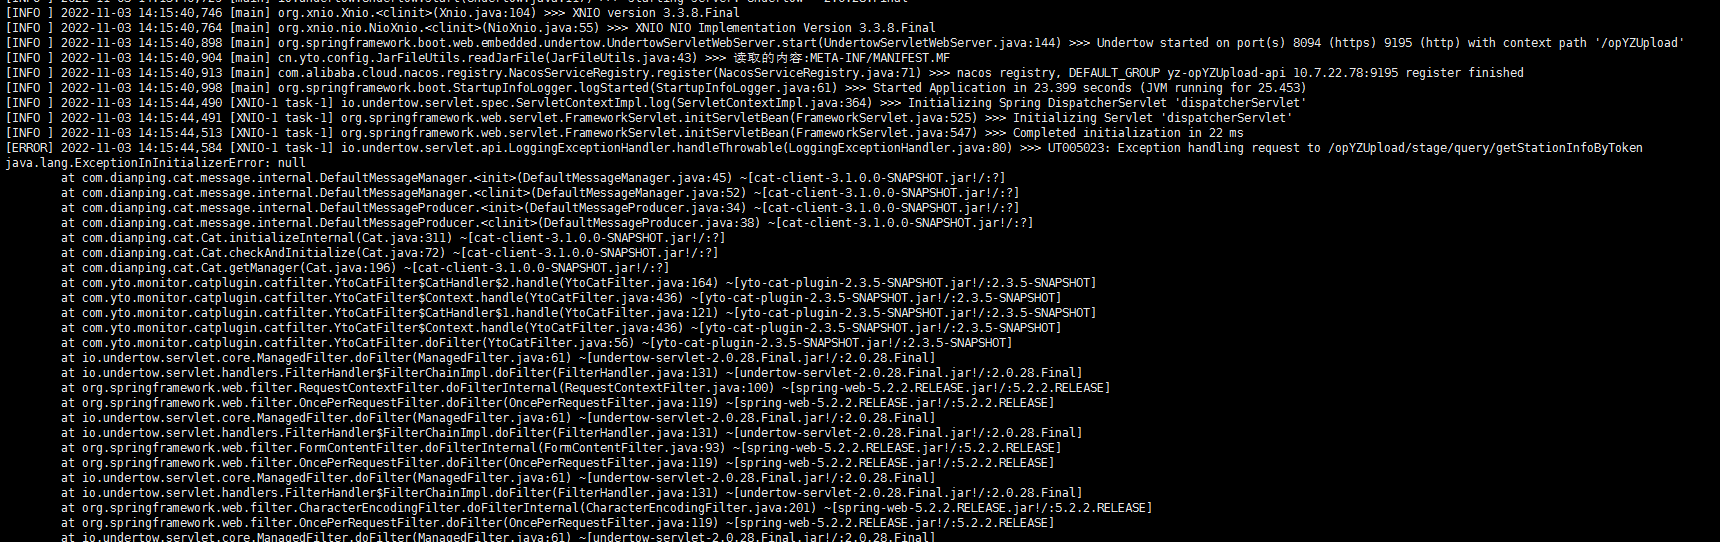 [INFO ] 2022-11-03 14:15:40,746 [main] org.xnio.Xnio.<clinit>(Xnio.java:104) >>> XNIO version 3.3.8.Final
[INFO ] 2022-11-03 14:15:40,764 [main] org.xnio.nio.NioXnio.<clinit>(NioXnio.java:55) >>> XNIO NIO Implementation Version 3.3.8.Final
[INFO ] 2022-11-03 14:15:40,898 [main] org.springframework.boot.web.embedded.undertow.UndertowServletWebServer.start(UndertowServletWebServer.java:144) >>> Undertow started on port(s) 8094 (https) 9195 (http) with context path '/opYZUpload'
[INFO ] 2022-11-03 14:15:40,904 [main] cn.yto.config.JarFileUtils.readJarFile(JarFileUtils.java:43) >>> 读取的内容:META-INF/MANIFEST.MF
[INFO ] 2022-11-03 14:15:40,913 [main] com.alibaba.cloud.nacos.registry.NacosServiceRegistry.register(NacosServiceRegistry.java:71) >>> nacos registry, DEFAULT_GROUP yz-opYZUpload-api 10.7.22.78:9195 register finished
[INFO ] 2022-11-03 14:15:40,998 [main] org.springframework.boot.StartupInfoLogger.logStarted(StartupInfoLogger.java:61) >>> Started Application in 23.399 seconds (JVM running for 25.453)
[INFO ] 2022-11-03 14:15:44,490 [XNIO-1 task-1] io.undertow.servlet.spec.ServletContextImpl.log(ServletContextImpl.java:364) >>> Initializing Spring DispatcherServlet 'dispatcherServlet'
[INFO ] 2022-11-03 14:15:44,491 [XNIO-1 task-1] org.springframework.web.servlet.FrameworkServlet.initServletBean(FrameworkServlet.java:525) >>> Initializing Servlet 'dispatcherServlet'
[INFO ] 2022-11-03 14:15:44,513 [XNIO-1 task-1] org.springframework.web.servlet.FrameworkServlet.initServletBean(FrameworkServlet.java:547) >>> Completed initialization in 22 ms
[ERROR] 2022-11-03 14:15:44,584 [XNIO-1 task-1] io.undertow.servlet.api.LoggingExceptionHandler.handleThrowable(LoggingExceptionHandler.java:80) >>> UT005023: Exception handling request to /opYZUpload/stage/query/getStationInfoByToken
java.lang.ExceptionInInitializerError: null
at com.dianping.cat.message.internal.DefaultMessageManager.<init>(DefaultMessageManager.java:45) ~[cat-client-3.1.0.0-SNAPSHOT.jar!/:?]
at com.dianping.cat.message.internal.DefaultMessageManager.<clinit>(DefaultMessageManager.java:52) ~[cat-client-3.1.0.0-SNAPSHOT.jar!/:?]
at com.dianping.cat.message.internal.DefaultMessageProducer.<init>(DefaultMessageProducer.java:34) ~[cat-client-3.1.0.0-SNAPSHOT.jar!/:?]
at com.dianping.cat.message.internal.DefaultMessageProducer.<clinit>(DefaultMessageProducer.java:38) ~[cat-client-3.1.0.0-SNAPSHOT.jar!/:?]
at com.dianping.cat.Cat.initializeInternal(Cat.java:311) ~[cat-client-3.1.0.0-SNAPSHOT.jar!/:?]
at com.dianping.cat.Cat.checkAndInitialize(Cat.java:72) ~[cat-client-3.1.0.0-SNAPSHOT.jar!/:?]
at com.dianping.cat.Cat.getManager(Cat.java:196) ~[cat-client-3.1.0.0-SNAPSHOT.jar!/:?]
at com.yto.monitor.catplugin.catfilter.YtoCatFilter$CatHandler$2.handle(YtoCatFilter.java:164) ~[yto-cat-plugin-2.3.5-SNAPSHOT.jar!/:2.3.5-SNAPSHOT]
at com.yto.monitor.catplugin.catfilter.YtoCatFilter$Context.handle(YtoCatFilter.java:436) ~[yto-cat-plugin-2.3.5-SNAPSHOT.jar!/:2.3.5-SNAPSHOT]
at com.yto.monitor.catplugin.catfilter.YtoCatFilter$CatHandler$1.handle(YtoCatFilter.java:121) ~[yto-cat-plugin-2.3.5-SNAPSHOT.jar!/:2.3.5-SNAPSHOT]
at com.yto.monitor.catplugin.catfilter.YtoCatFilter$Context.handle(YtoCatFilter.java:436) ~[yto-cat-plugin-2.3.5-SNAPSHOT.jar!/:2.3.5-SNAPSHOT]
at com.yto.monitor.catplugin.catfilter.YtoCatFilter.doFilter(YtoCatFilter.java:56) ~[yto-cat-plugin-2.3.5-SNAPSHOT.jar!/:2.3.5-SNAPSHOT]
at io.undertow.servlet.core.ManagedFilter.doFilter(ManagedFilter.java:61) ~[undertow-servlet-2.0.28.Final.jar!/:2.0.28.Final]
at io.undertow.servlet.handlers.FilterHandler$FilterChainImpl.doFilter(FilterHandler.java:131) ~[undertow-servlet-2.0.28.Final.jar!/:2.0.28.Final]
at org.springframework.web.filter.RequestContextFilter.doFilterInternal(RequestContextFilter.java:100) ~[spring-web-5.2.2.RELEASE.jar!/:5.2.2.RELEASE]
at org.springframework.web.filter.OncePerRequestFilter.doFilter(OncePerRequestFilter.java:119) ~[spring-web-5.2.2.RELEASE.jar!/:5.2.2.RELEASE]
at io.undertow.servlet.core.ManagedFilter.doFilter(ManagedFilter.java:61) ~[undertow-servlet-2.0.28.Final.jar!/:2.0.28.Final]
at io.undertow.servlet.handlers.FilterHandler$FilterChainImpl.doFilter(FilterHandler.java:131) ~[undertow-servlet-2.0.28.Final.jar!/:2.0.28.Final]
at org.springframework.web.filter.FormContentFilter.doFilterInternal(FormContentFilter.java:93) ~[spring-web-5.2.2.RELEASE.jar!/:5.2.2.RELEASE]
at org.springframework.web.filter.OncePerRequestFilter.doFilter(OncePerRequestFilter.java:119) ~[spring-web-5.2.2.RELEASE.jar!/:5.2.2.RELEASE]
at io.undertow.servlet.core.ManagedFilter.doFilter(ManagedFilter.java:61) ~[undertow-servlet-2.0.28.Final.jar!/:2.0.28.Final]
at io.undertow.servlet.handlers.FilterHandler$FilterChainImpl.doFilter(FilterHandler.java:131) ~[undertow-servlet-2.0.28.Final.jar!/:2.0.28.Final]
at org.springframework.web.filter.CharacterEncodingFilter.doFilterInternal(CharacterEncodingFilter.java:201) ~[spring-web-5.2.2.RELEASE.jar!/:5.2.2.RELEASE]
at org.springframework.web.filter.OncePerRequestFilter.doFilter(OncePerRequestFilter.java:119) ~[spring-web-5.2.2.RELEASE.jar!/:5.2.2.RELEASE]
at io.undertow.servlet.core.ManagedFilter.doFilter(ManagedFilter.java:61) ~[undertow-servlet-2.0.28.Final.jar!/:2.0.28.Final]